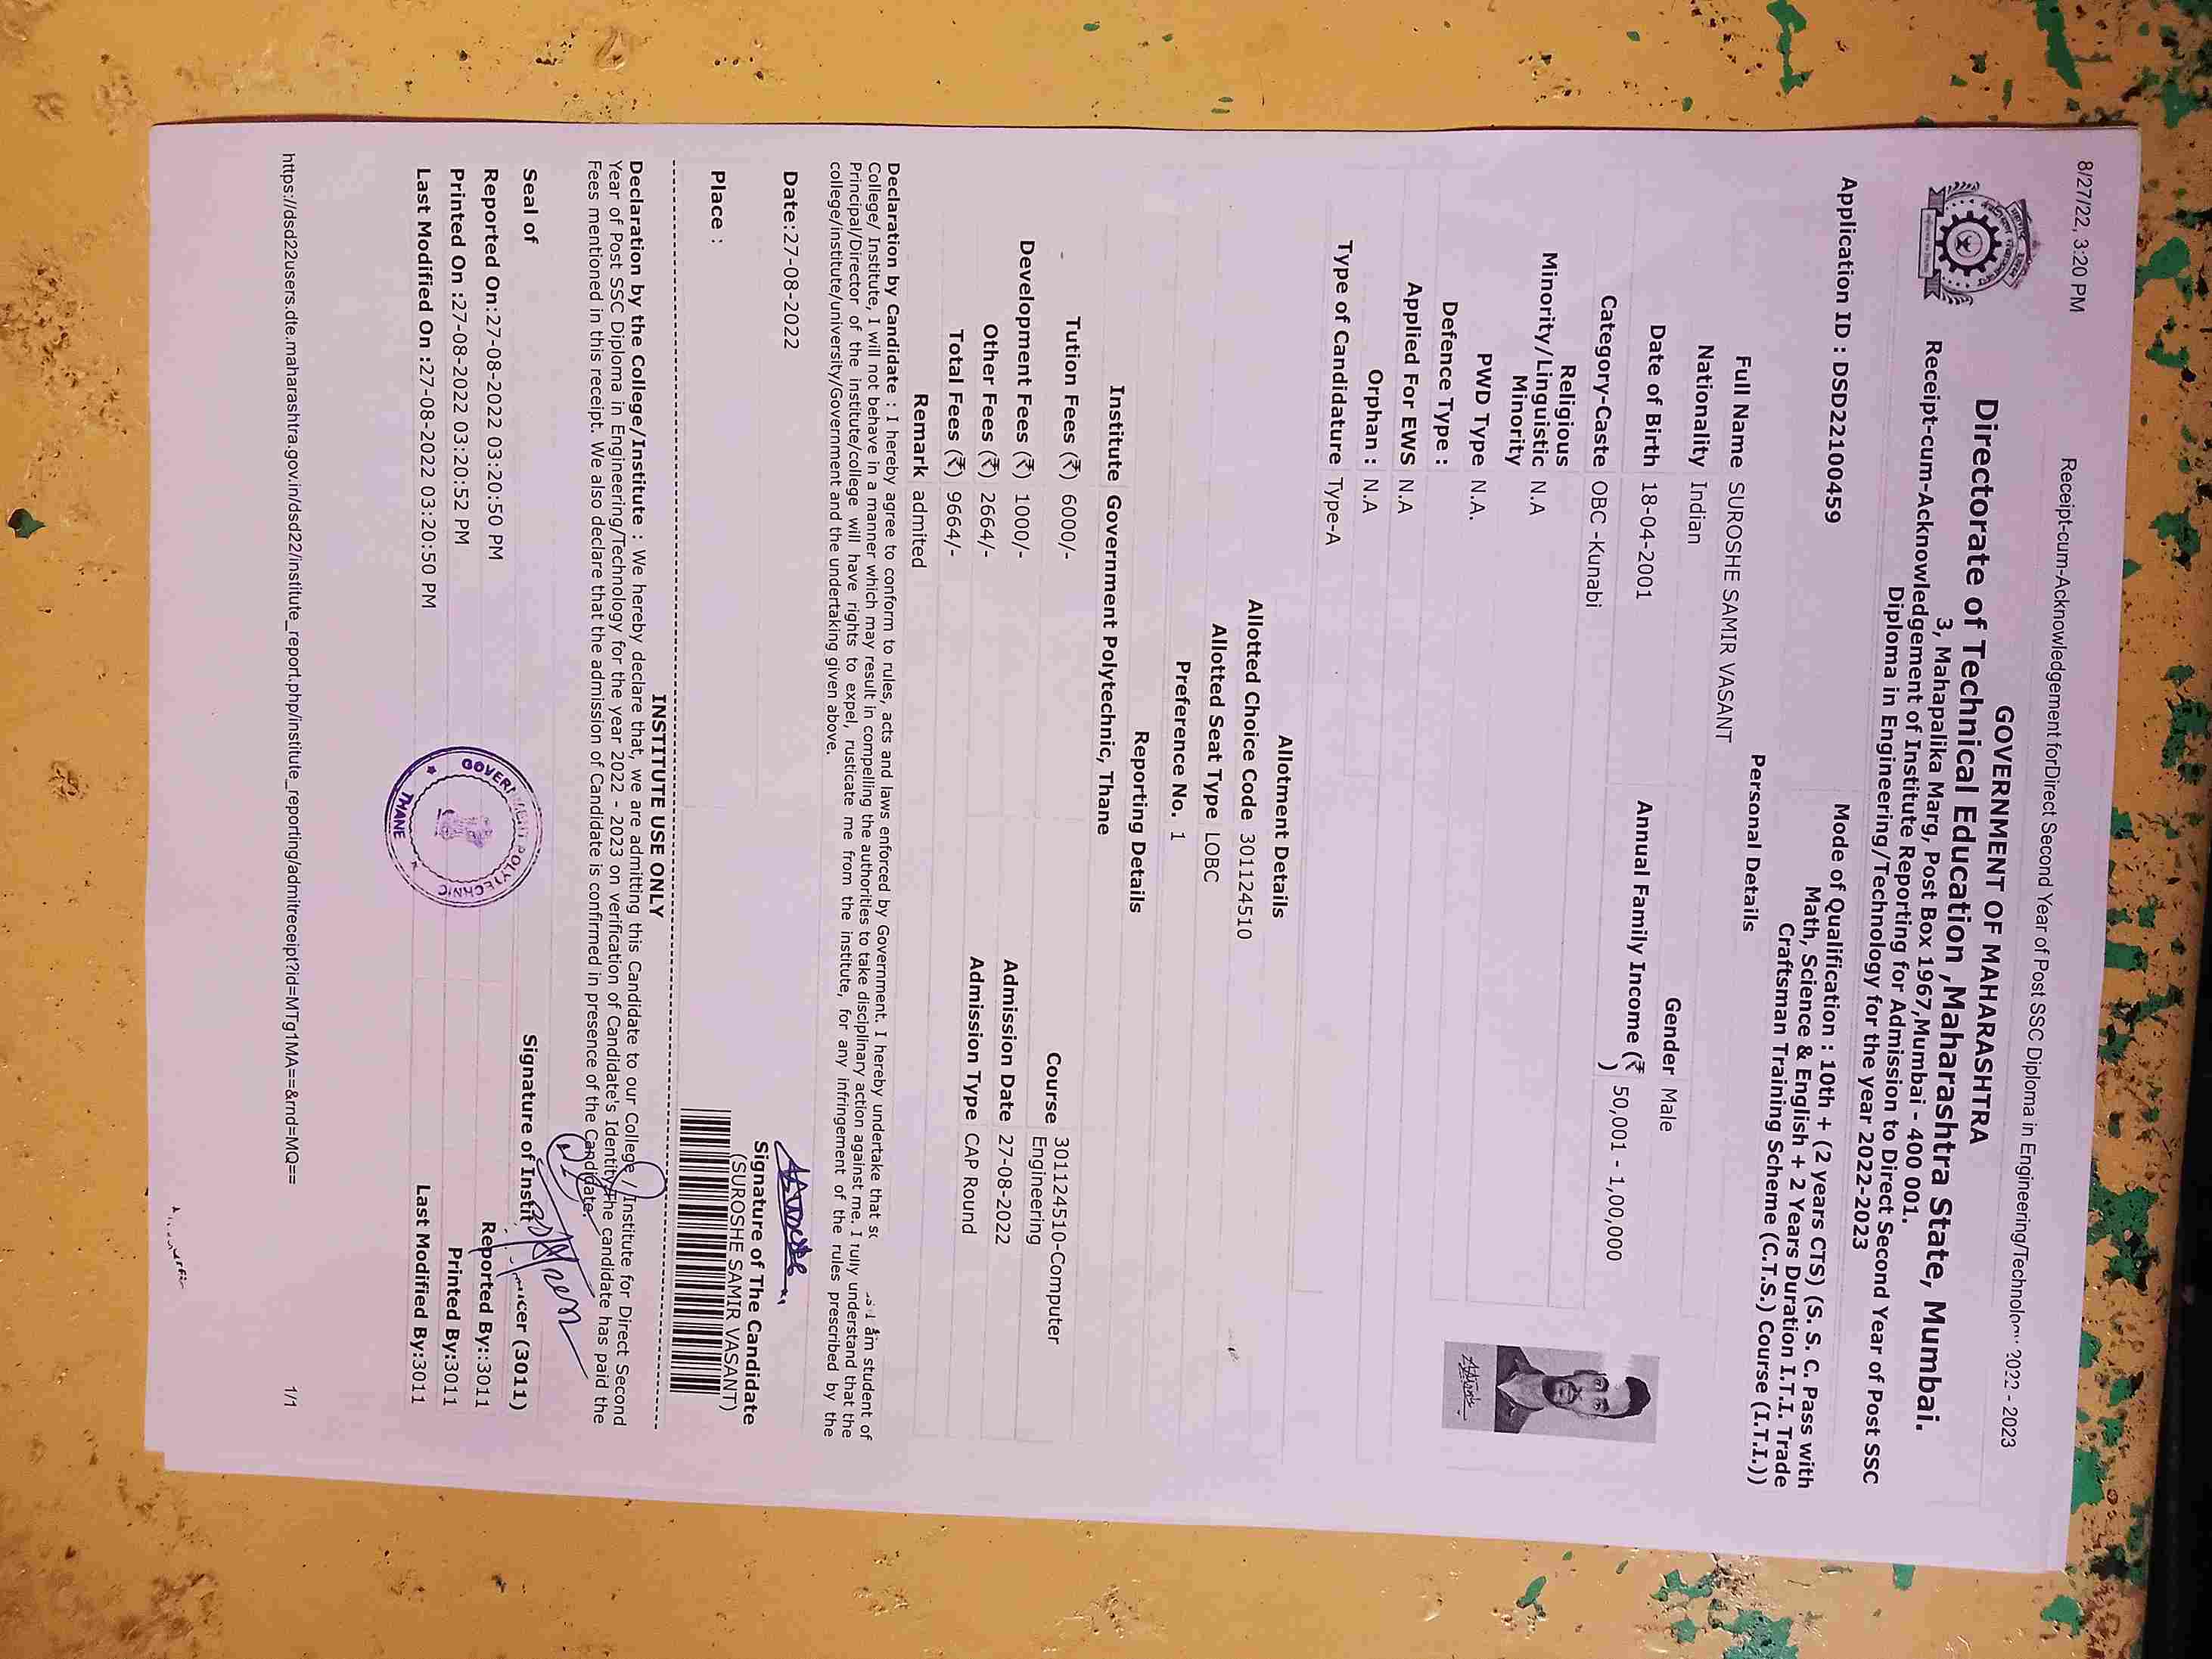 8/27/22, 3:20 PM
Receipt-cum-Acknowledgement forDirect Second Year of Post SSC Diploma in Engineering/Technology 2022 - 2023
GOVERNMENT OF MAHARASHTRA
Directorate of Technical Education ,Maharashtra State, Mumbai.
3, Mahapalika Marg, Post Box 1967,Mumbai - 400 001.
Receipt-cum-Acknowledgement of Institute Reporting for Admission to Direct Second Year of Post SSC
Diploma in Engineering/Technology for the year 2022-2023
Application ID : DSD22100459
Mode of Qualification : 10th + (2 years CTS) (S. S. C. Pass with
Math, Science & English + 2 Years Duration I.T.I. Trade
Craftsman Training Scheme (C.T.S.) Course (I.T.I.))
Personal Details
Full Name SUROSHE SAMIR VASANT
Nationality Indian
Gender Male
Date of Birth 18-04-2001
Annual Family Income (₹
) 50,001 - 1,00,000
Category-Caste OBC -Kunabi
Religious
Minority/Linguistic N.A
Minority
PWD Type N.A.
Defence Type :
Applied For EWS N.A
Orphan : N.A
Type of Candidature Type-A
Allotment Details
Allotted Choice Code 301124510
Allotted Seat Type LOBC
Preference No. 1
Reporting Details
Institute Government Polytechnic, Thane
Tution Fees (₹) 6000/-
Course 301124510-Computer
Engineering
Development Fees (₹) 1000/-
Admission Date 27-08-2022
Other Fees (₹) 2664/-
Admission Type CAP Round
Total Fees (₹) 9664/-
Remark admited
Declaration by Candidate : I hereby agree to conform to rules, acts and laws enforced by Government. I hereby undertake that I am student of
College/ Institute, I will not behave in a manner which may result in compelling the authorities to take disciplinary action against me. I fully understand that the
Principal/Director of the institute/college will have rights to expel, rusticate me from the institute, for any infringement of the rules prescribed by the
college/institute/university/Government and the undertaking given above.
Date:27-08-2022
Signature of The Candidate
(SUROSHE SAMIR VASANT)
Place :
INSTITUTE USE ONLY
Declaration by the College/Institute : We hereby declare that, we are admitting this Candidate to our College / Institute for Direct Second
Year of Post SSC Diploma in Engineering/Technology for the year 2022 - 2023 on verification of Candidate's Identity.The candidate has paid the
Fees mentioned in this receipt. We also declare that the admission of Candidate is confirmed in presence of the Candidate.
Seal of
Signature of (3011)
Reported On:27-08-2022 03:20:50 PM
Reported By::3011
Printed On :27-08-2022 03:20:52 PM
Printed By:3011
Last Modified On :27-08-2022 03:20:50 PM
Last Modified By:3011
GOVERNMENT POLYTECHNIC
THANE
https://dsd22users.dte.maharashtra.gov.in/dsd22/institute_report.php/institute_reporting/admitreceipt?id=MTg1MA==&rnd=MQ==
1/1